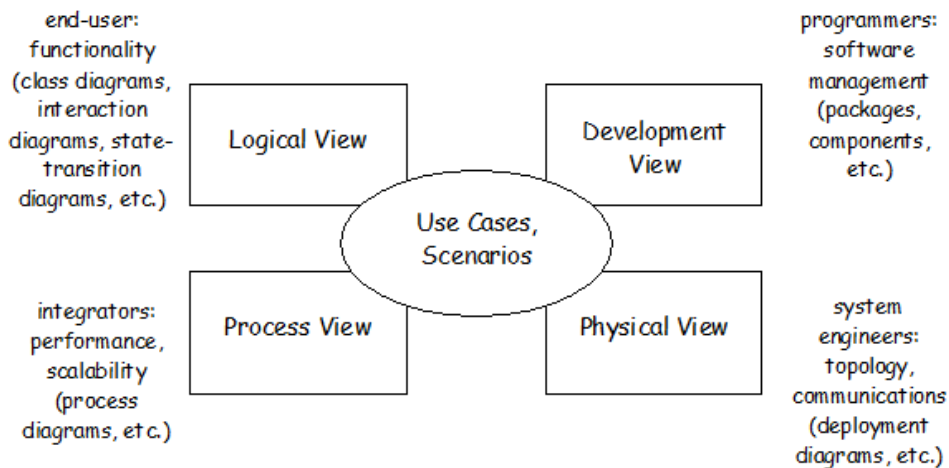 end-user:
functionality
(class diagrams,
interaction
diagrams, state-
transition
diagrams, etc.)
Logical View
Development
View
programmers:
software
management
(packages,
components,
etc.)
Use Cases,
Scenarios
integrators:
performance,
scalability
(process
diagrams, etc.)
Process View
Physical View
system
engineers:
topology,
communications
(deployment
diagrams, etc.)